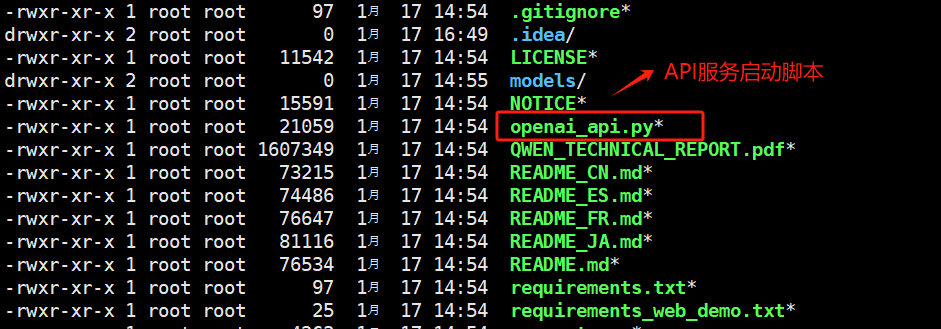 -rwxr-xr-x 1 root root 97 1月 17 14:54 .gitignore*
drwxr-xr-x 2 root root 0 1月 17 16:49 .idea/
-rwxr-xr-x 1 root root 11542 1月 17 14:54 LICENSE*
drwxr-xr-x 2 root root 0 1月 17 14:55 models/
API服务启动脚本
-rwxr-xr-x 1 root root 15591 1月 17 14:54 NOTICE*
-rwxr-xr-x 1 root root 21059 1月 17 14:54 openai_api.py*
-rwxr-xr-x 1 root root 1607349 1月 17 14:54 QWEN_TECHNICAL_REPORT.pdf*
-rwxr-xr-x 1 root root 73215 1月 17 14:54 README_CN.md*
-rwxr-xr-x 1 root root 74486 1月 17 14:54 README_ES.md*
-rwxr-xr-x 1 root root 76647 1月 17 14:54 README_FR.md*
-rwxr-xr-x 1 root root 81116 1月 17 14:54 README_JA.md*
-rwxr-xr-x 1 root root 76534 1月 17 14:54 README.md*
-rwxr-xr-x 1 root root 97 1月 17 14:54 requirements.txt*
-rwxr-xr-x 1 root root 25 1月 17 14:54 requirements_web_demo.txt*